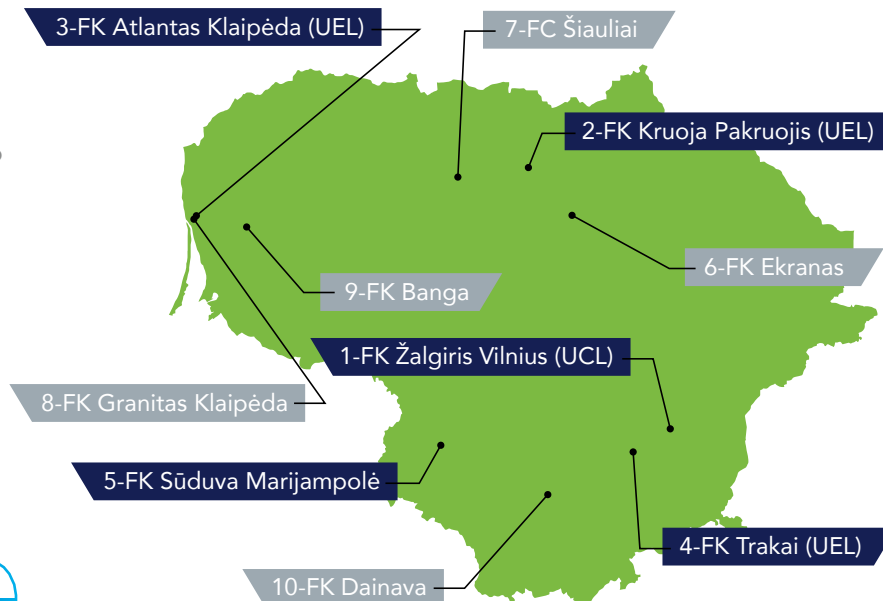 3-FK Atlantas Klaipėda (UEL)
7-FC Šiauliai
2-FK Kruoja Pakruojis (UEL)
6-FK Ekranas
9-FK Banga
1-FK Žalgiris Vilnius (UCL)
8-FK Granitas Klaipėda
5-FK Sūduva Marijampolė
4-FK Trakai (UEL)
10-FK Dainava